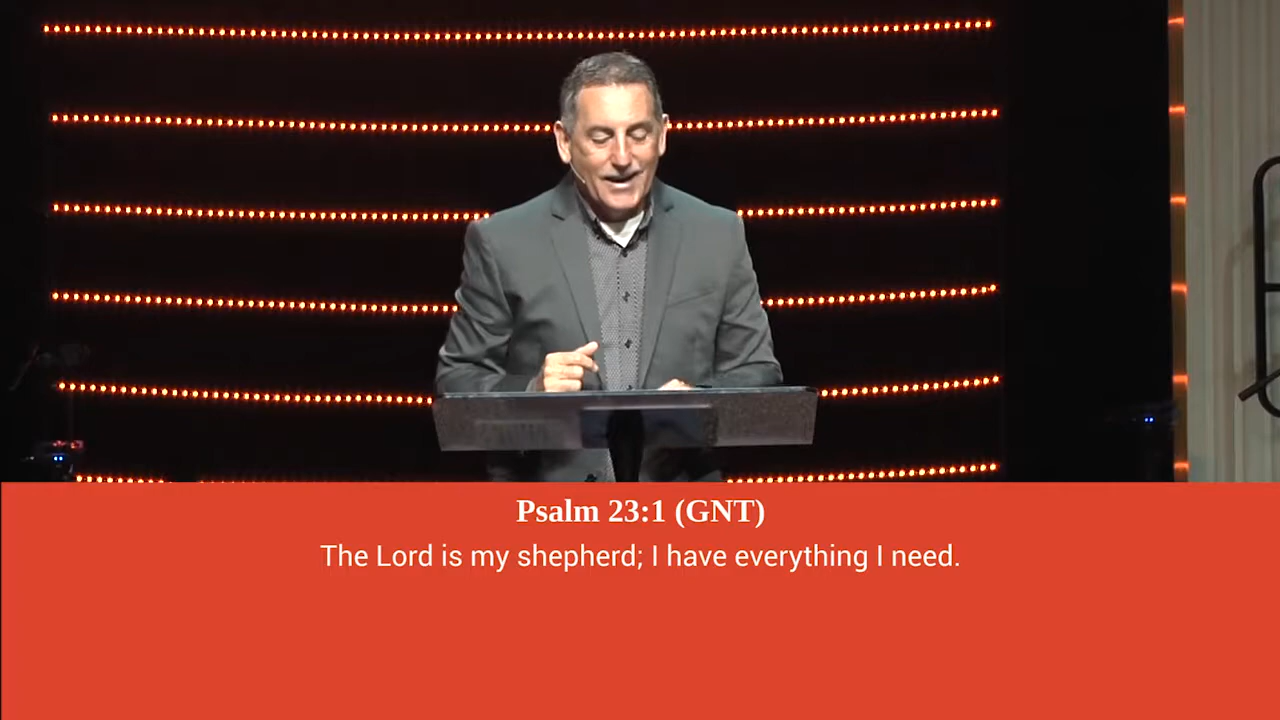 Psalm 23:1 (GNT)
The Lord is my shepherd; I have everything I need.